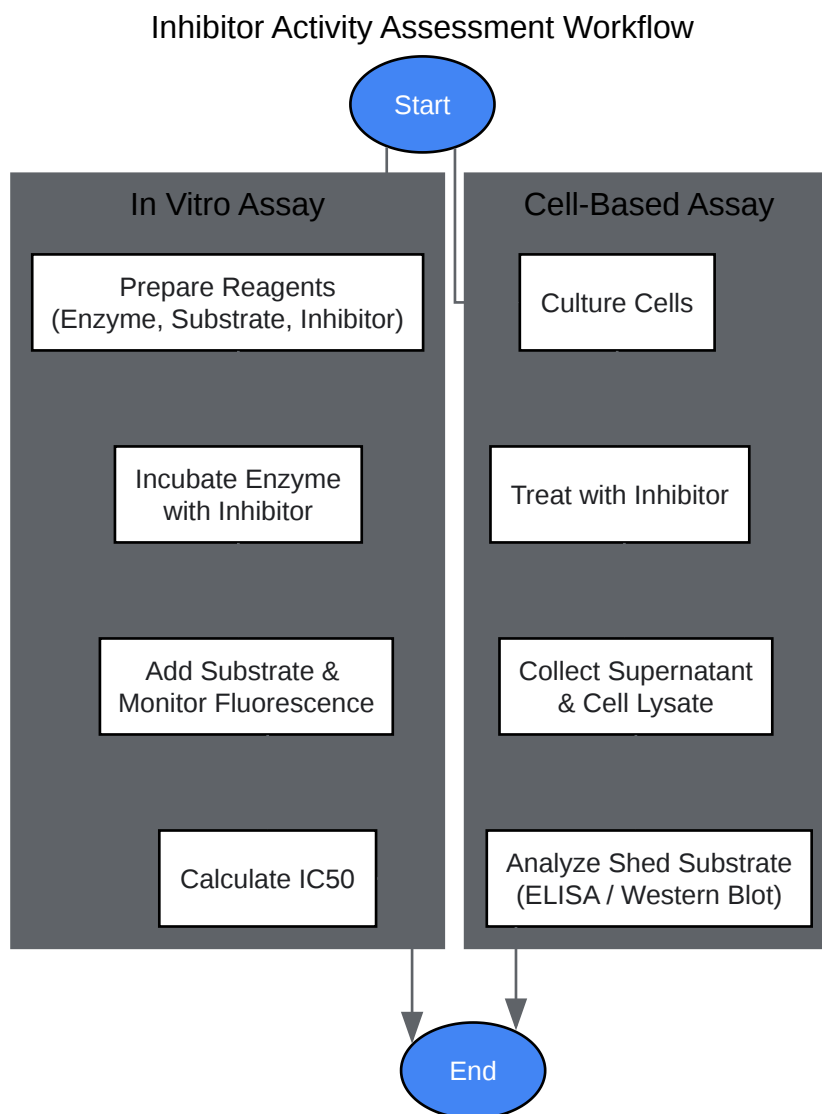 Inhibitor Activity Assessment Workflow
Start
In Vitro Assay
Prepare Reagents
(Enzyme, Substrate, Inhibitor)
Incubate Enzyme
with Inhibitor
Add Substrate &
Monitor Fluorescence
Calculate IC50
Cell-Based Assay
Culture Cells
Treat with Inhibitor
Collect Supernatant
& Cell Lysate
Analyze Shed Substrate
(ELISA / Western Blot)
End